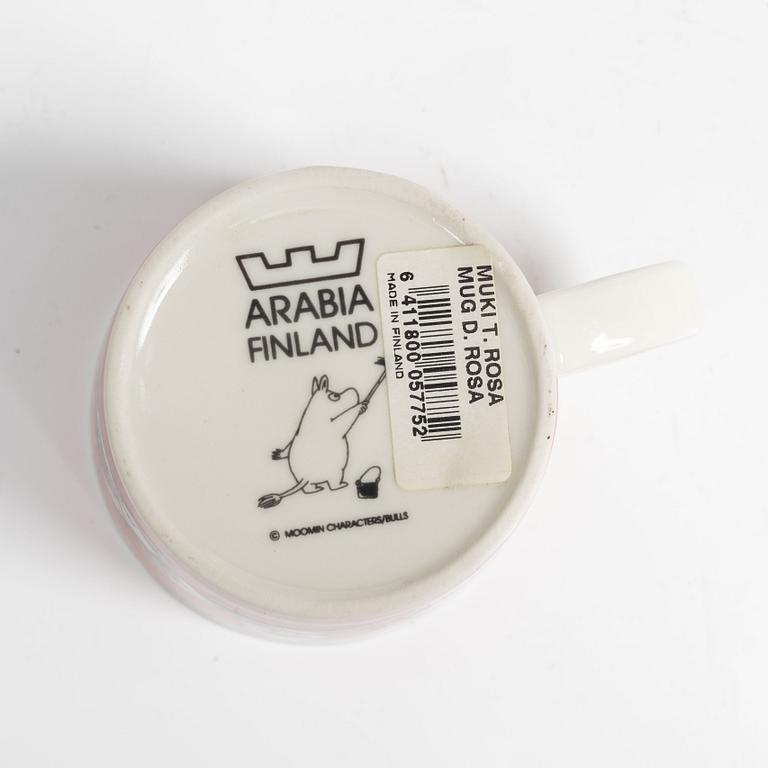 ARABIA
FINLAND
© MOOMIN CHARACTERS/BULLS
MUKI T. ROSA
MUG D. ROSA
6 411800 057752
MADE IN FINLAND